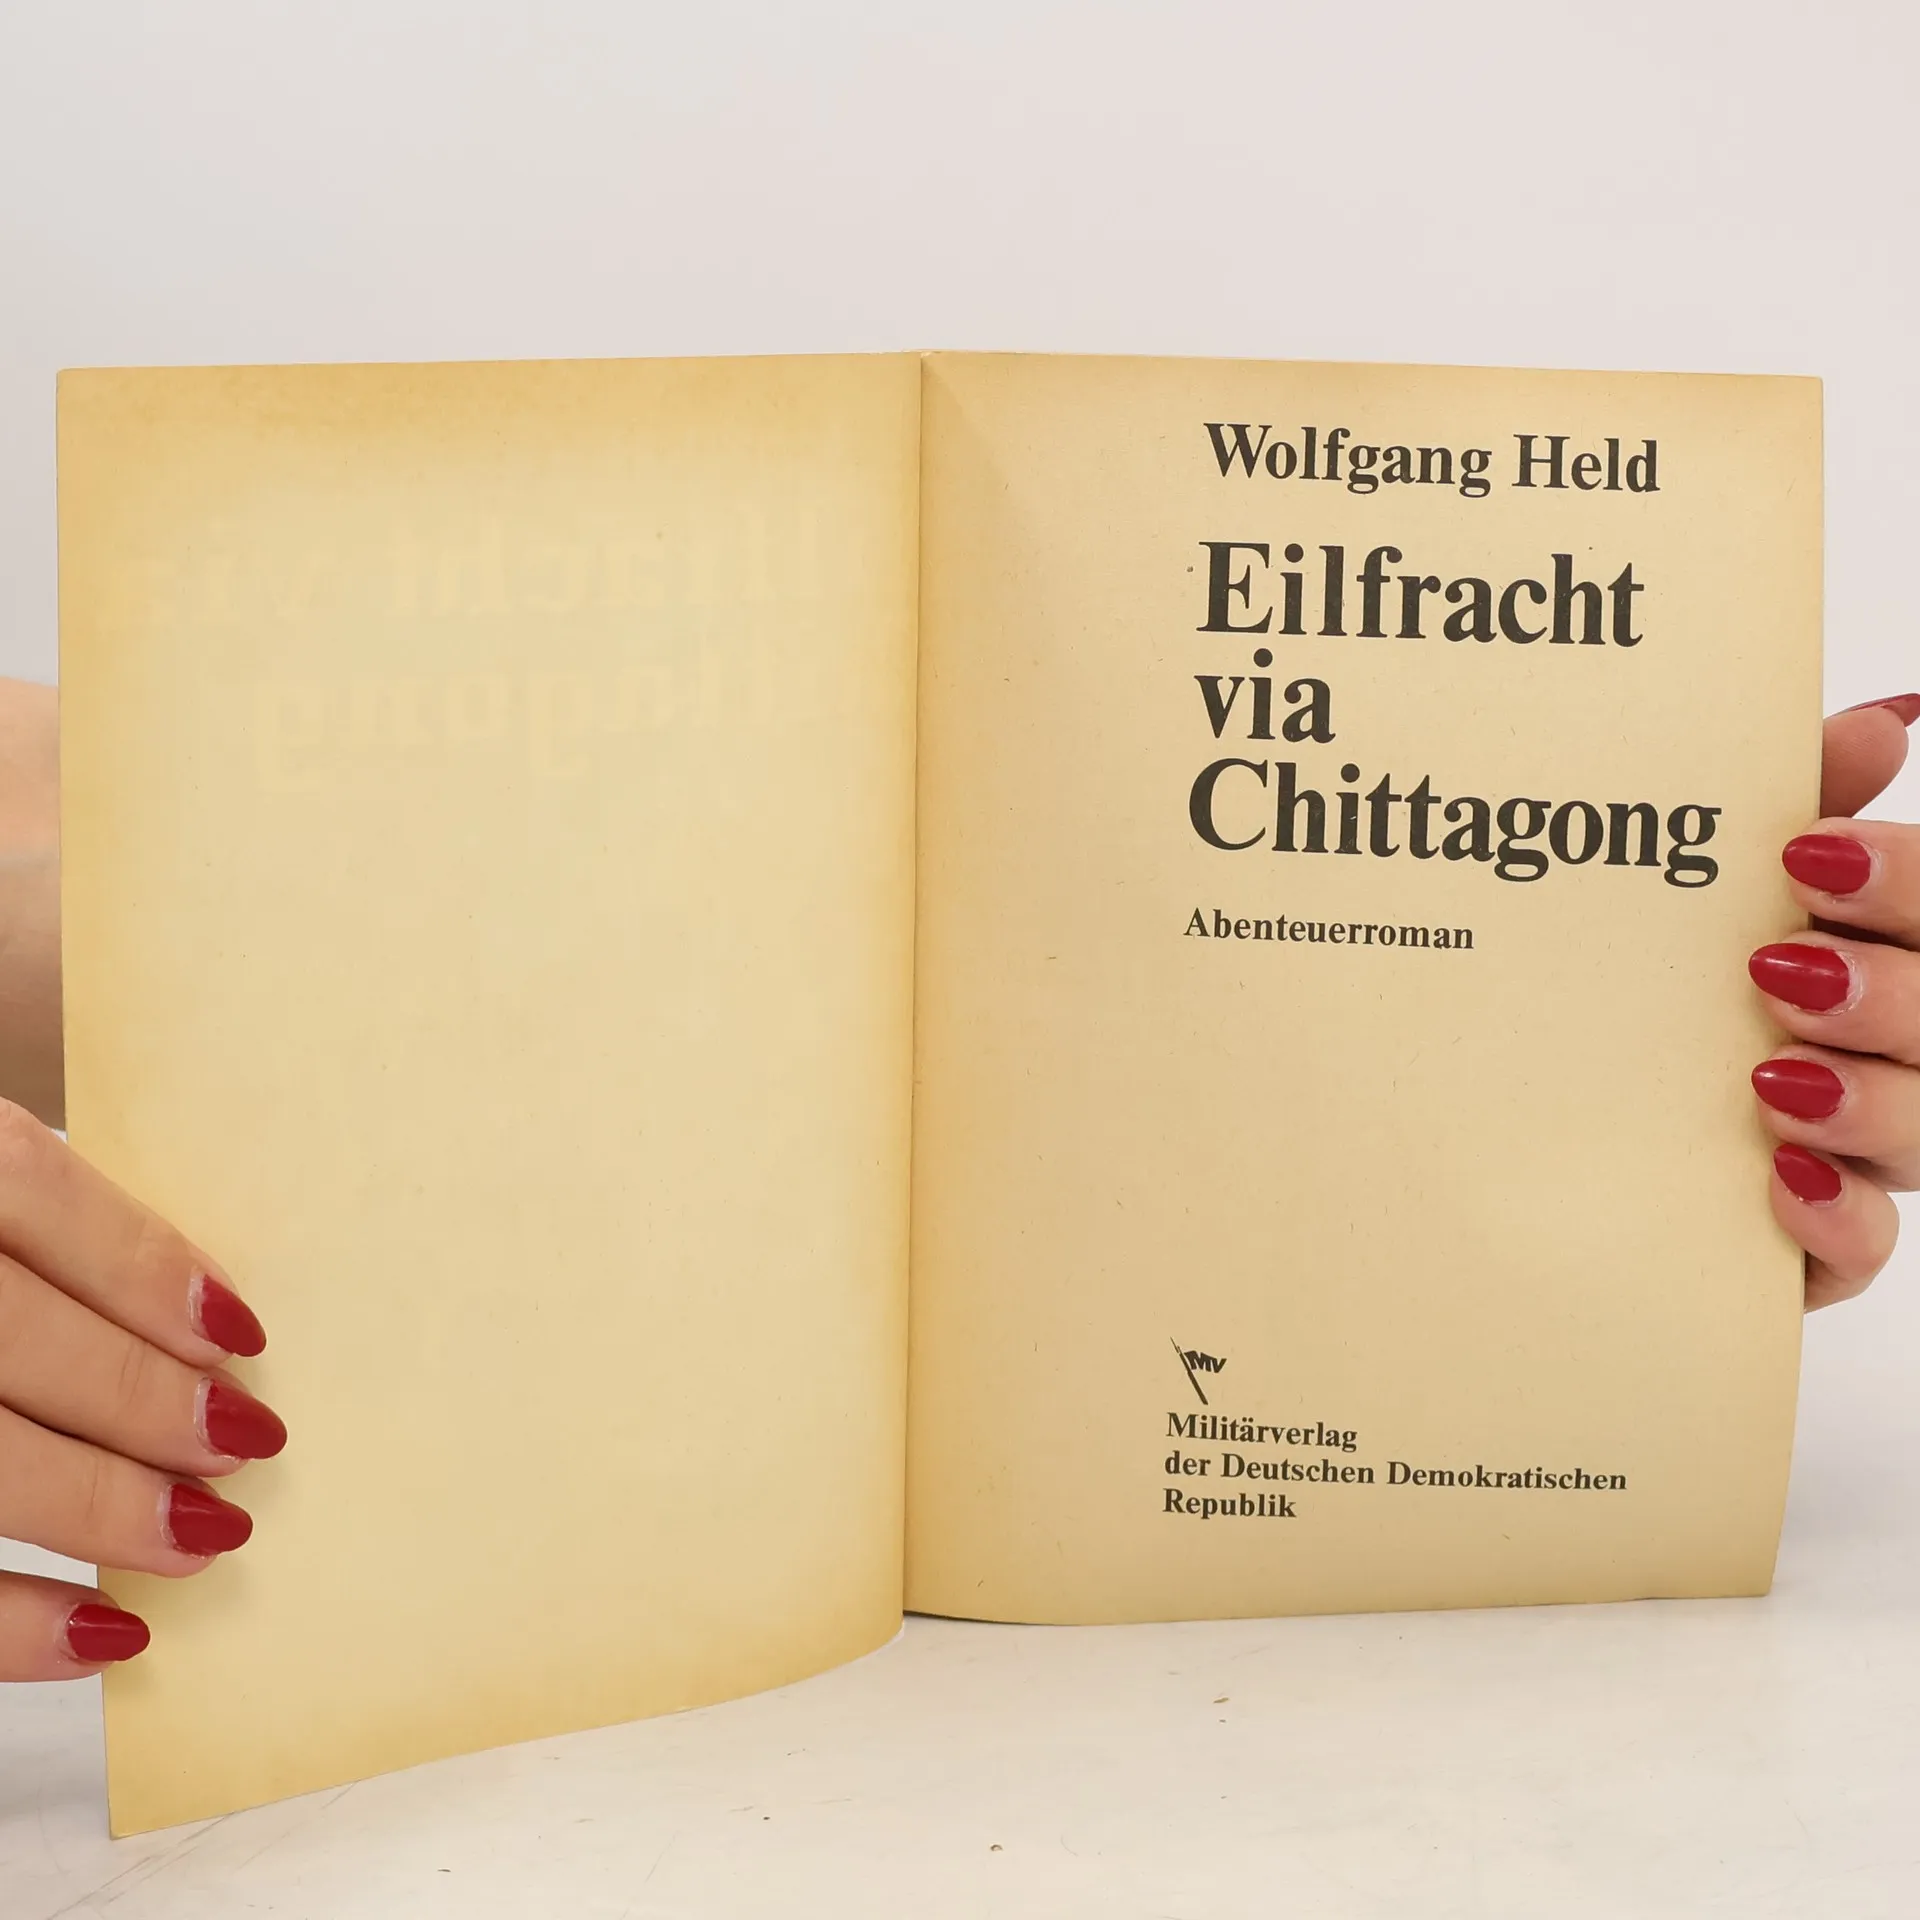 Wolfgang Held
Eilfracht
via
Chittagong
Abenteuerroman
MV
Militärverlag
der Deutschen Demokratischen
Republik